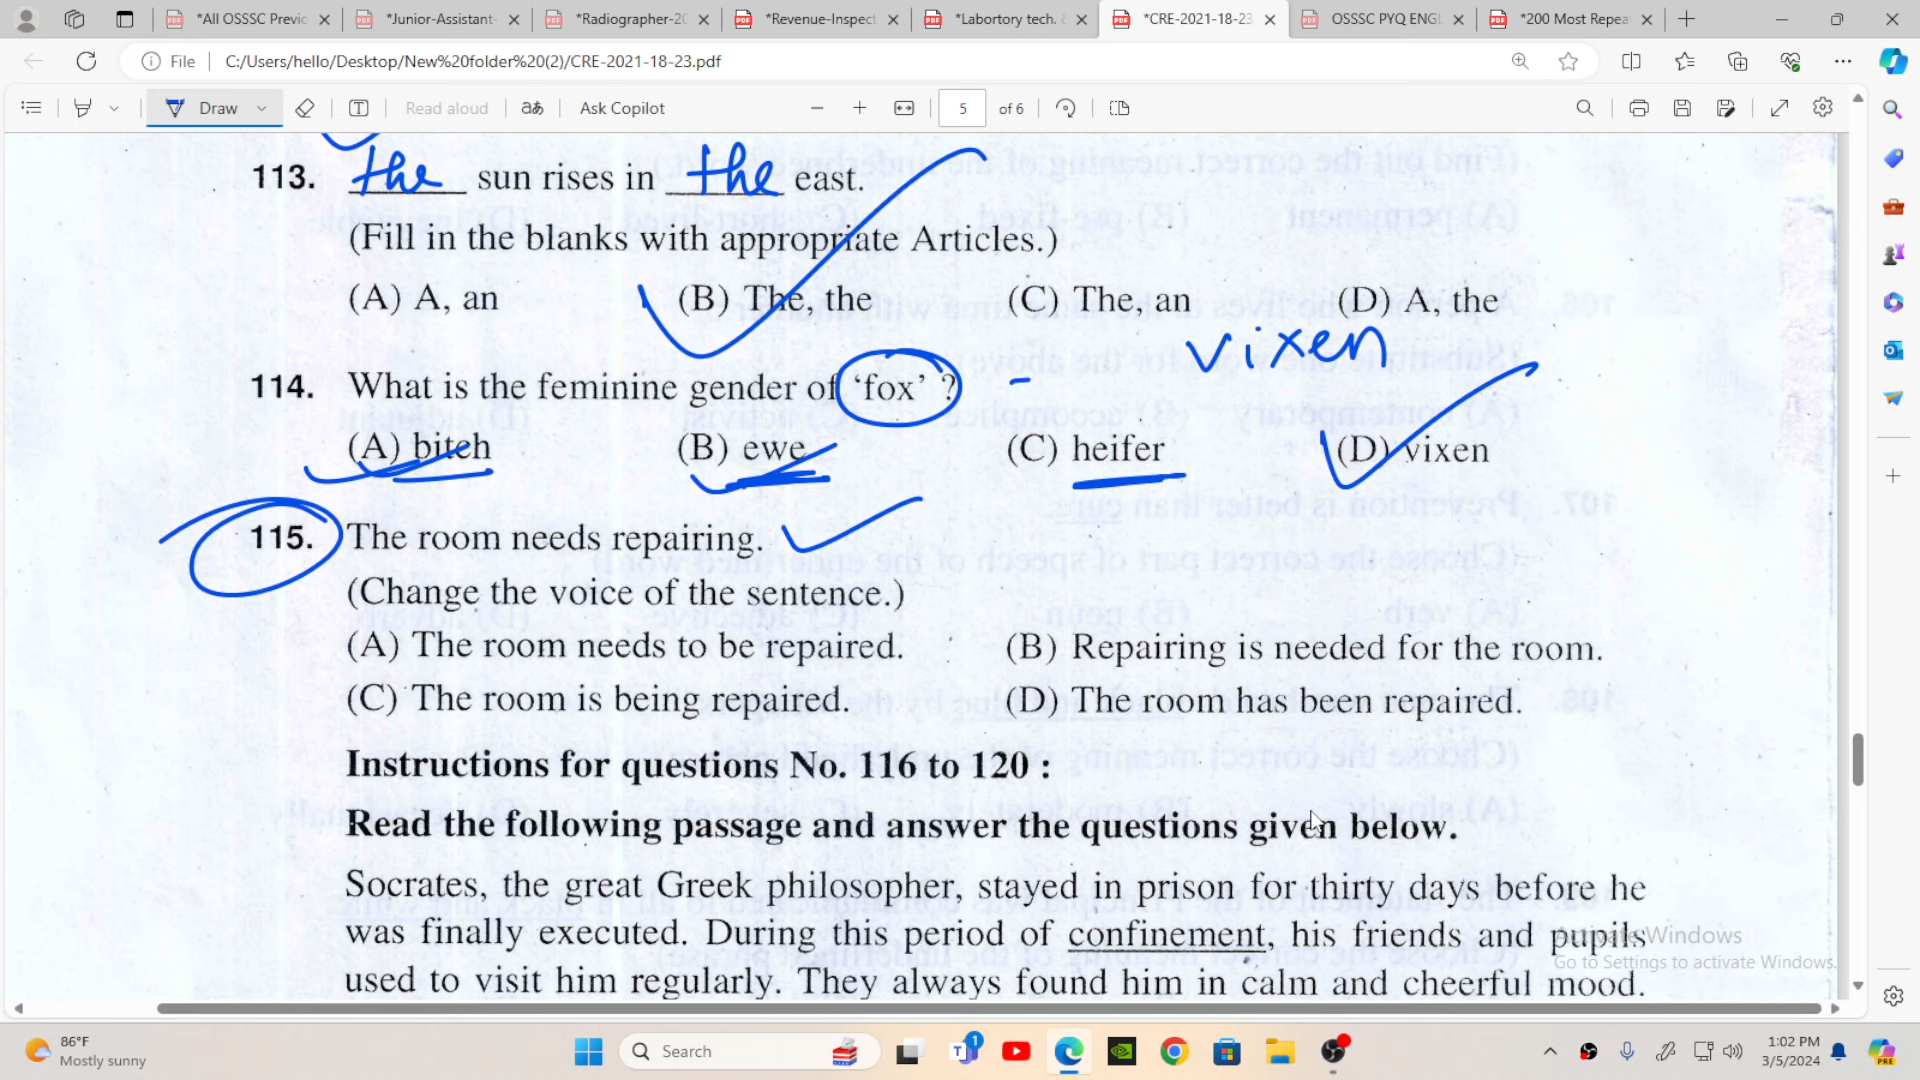 *All OSSSC Previo
*Junior-Assistant-
*Radiographer-20
*Revenue-Inspect
*Labortory tech. &
*CRE-2021-18-23
OSSSC PYQ ENGL
*200 Most Repea
File C:/Users/hello/Desktop/New%20folder%20(2)/CRE-2021-18-23.pdf
Draw
Read aloud
Ask Copilot
5 of 6
113. the sun rises in the east.
(Fill in the blanks with appropriate Articles.)
(A) A, an (B) The, the (C) The, an (D) A, the
vixen
114. What is the feminine gender of 'fox' ? -
(A) bitch (B) ewe (C) heifer (D) vixen
115. The room needs repairing.
(Change the voice of the sentence.)
(A) The room needs to be repaired. (B) Repairing is needed for the room.
(C) The room is being repaired. (D) The room has been repaired.
Instructions for questions No. 116 to 120 :
Read the following passage and answer the questions given below.
Socrates, the great Greek philosopher, stayed in prison for thirty days before he
was finally executed. During this period of confinement, his friends and pupils
used to visit him regularly. They always found him in calm and cheerful mood.
Activate Windows
Go to Settings to activate Windows.
86°F
Mostly sunny
Search
1
1:02 PM
3/5/2024
PRE